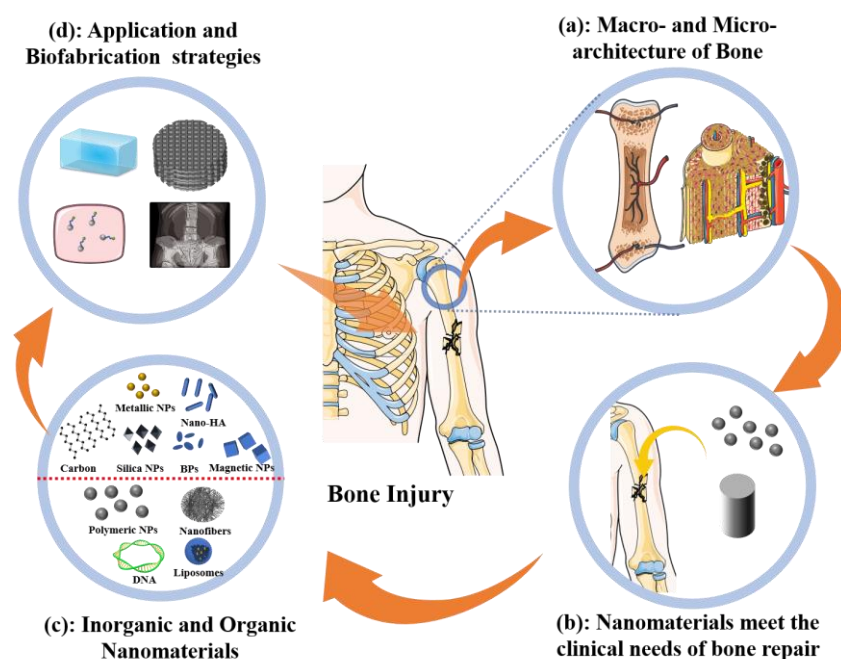 (d): Application and
Biofabrication strategies
(a): Macro- and Micro-
architecture of Bone
Metallic NPs
Nano-HA
Carbon
Silica NPs
BPs
Magnetic NPs
Polymeric NPs
Nanofibers
DNA
Liposomes
Bone Injury
(c): Inorganic and Organic
Nanomaterials
(b): Nanomaterials meet the
clinical needs of bone repair